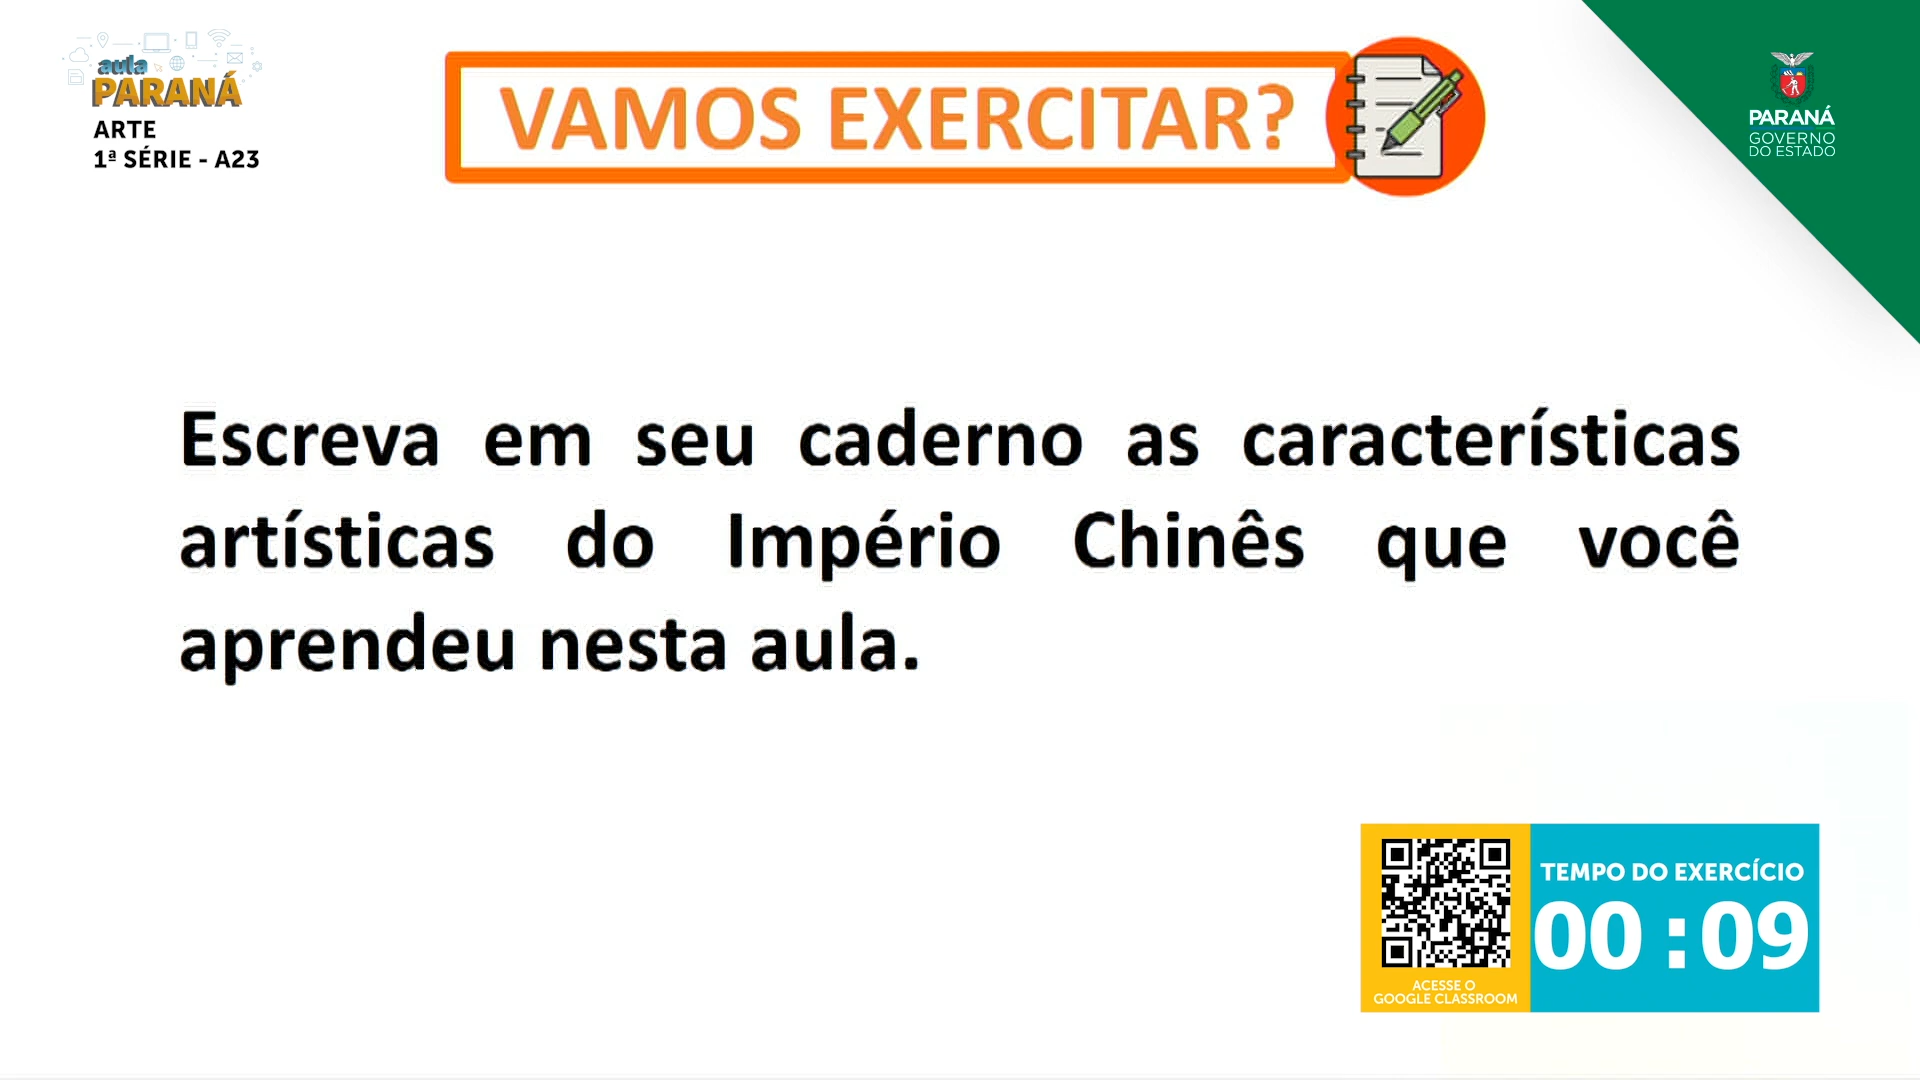 aula
PARANÁ
ARTE
1ª SÉRIE - A23
VAMOS EXERCITAR?
PARANÁ
GOVERNO
DO ESTADO
Escreva em seu caderno as características
artísticas do Império Chinês que você
aprendeu nesta aula.
ACESSE O
GOOGLE CLASSROOM
TEMPO DO EXERCÍCIO
00 : 09